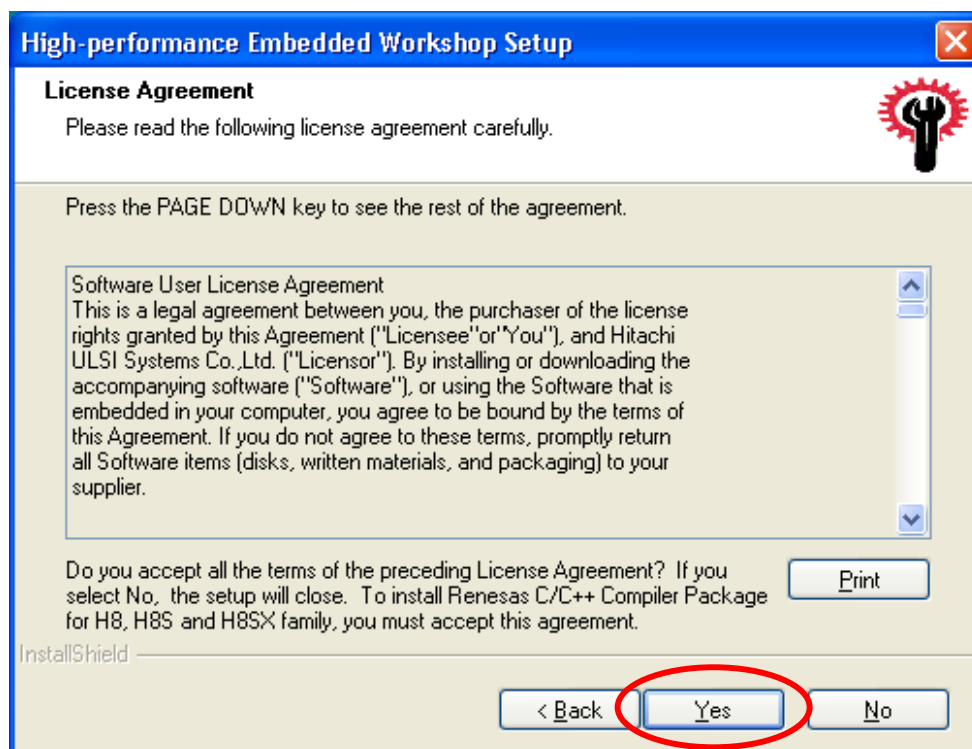 High-performance Embedded Workshop Setup
License Agreement
Please read the following license agreement carefully.
Press the PAGE DOWN key to see the rest of the agreement.
Software User License Agreement
This is a legal agreement between you, the purchaser of the license
rights granted by this Agreement (''Licensee''or''You''), and Hitachi
ULSI Systems Co.,Ltd. (''Licensor''). By installing or downloading the
accompanying software (''Software''), or using the Software that is
embedded in your computer, you agree to be bound by the terms of
this Agreement. If you do not agree to these terms, promptly return
all Software items (disks, written materials, and packaging) to your
supplier.
Do you accept all the terms of the preceding License Agreement?  If you
select No,  the setup will close.  To install Renesas C/C++ Compiler Package
for H8, H8S and H8SX family, you must accept this agreement.
Print
InstallShield
< Back
Yes
No